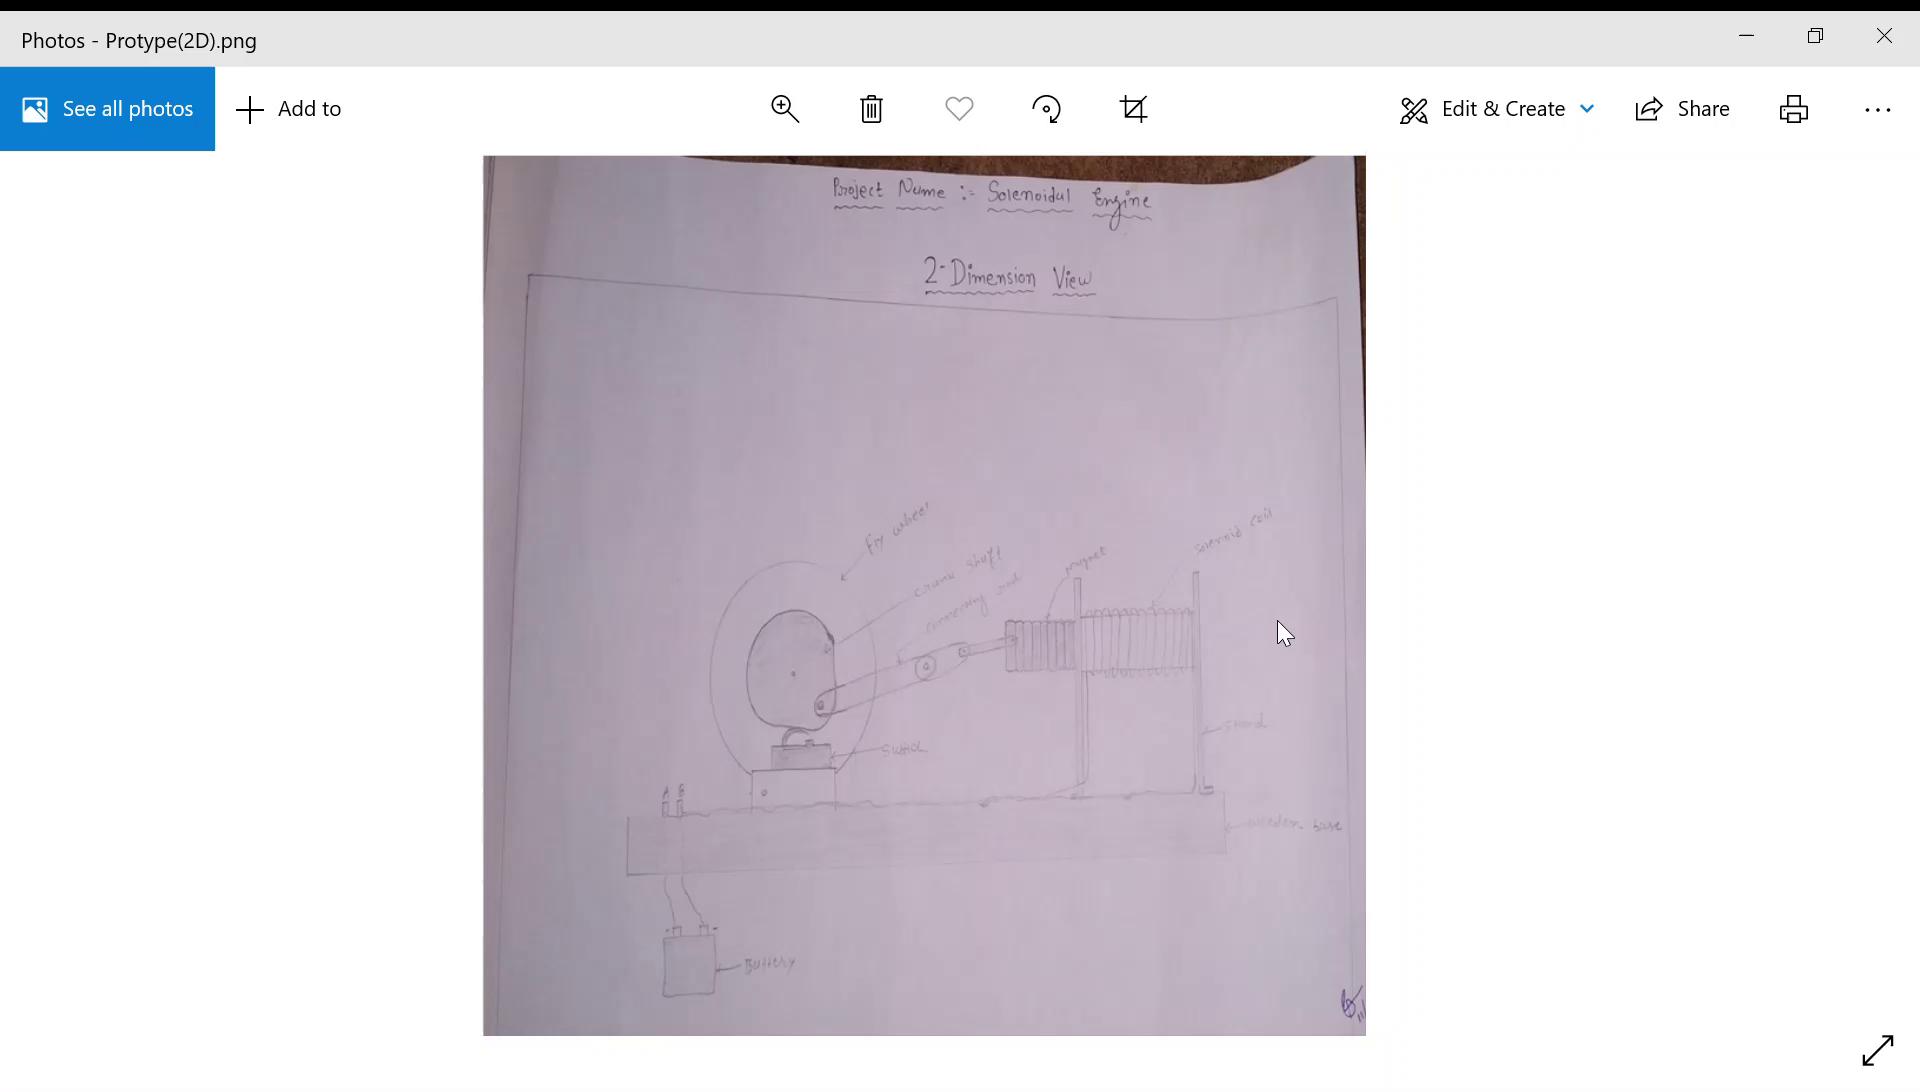 Photos - Protype(2D).png
See all photos
Add to
Edit & Create
Share
Project Name :- Solenoidal Engine
2-Dimension View
Fly wheel
crank shaft
connecting rod
magnet
solenoid coil
Switch
Stand
A B
wooden base
Battery